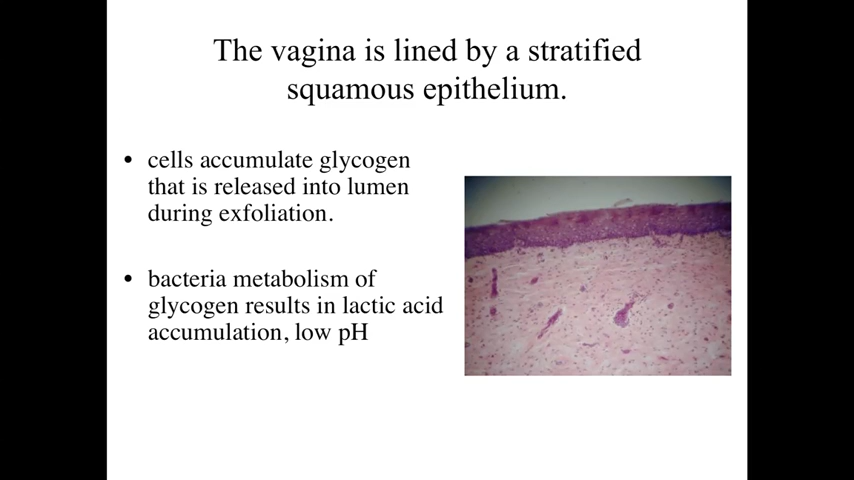 The vagina is lined by a stratified
squamous epithelium.
• cells accumulate glycogen
that is released into lumen
during exfoliation.
• bacteria metabolism of
glycogen results in lactic acid
accumulation, low pH